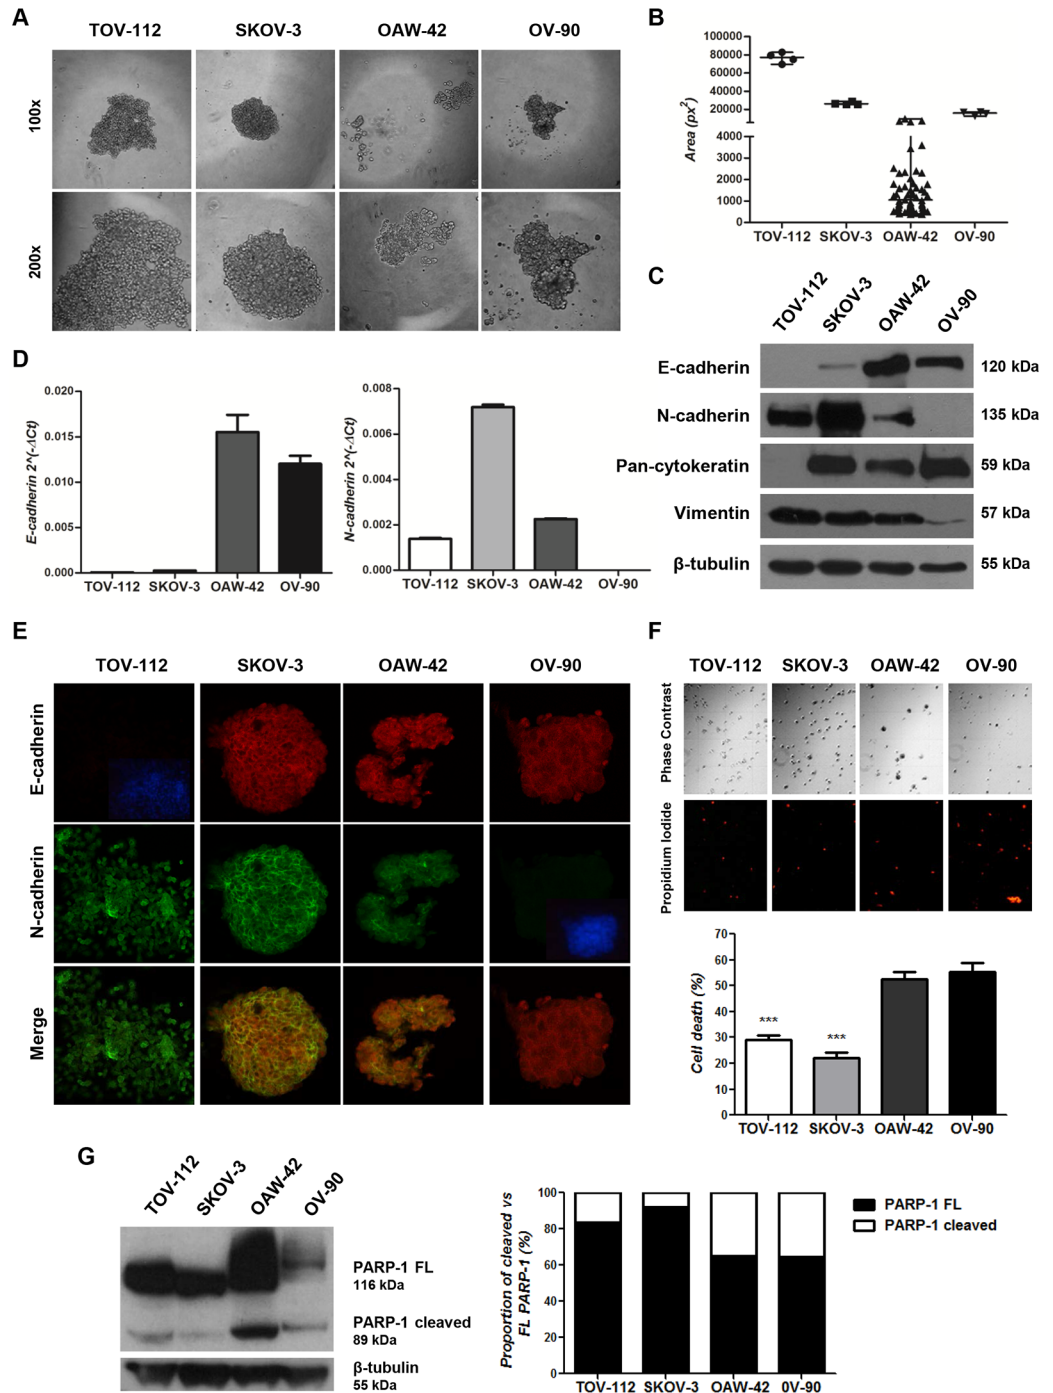 A
TOV-112 SKOV-3 OAW-42 OV-90
100x
200x
B
Area (px²)
100000
80000
60000
40000
20000
4000
3000
2000
1000
0
TOV-112 SKOV-3 OAW-42 OV-90
C
TOV-112 SKOV-3 OAW-42 OV-90
E-cadherin 120 kDa
N-cadherin 135 kDa
Pan-cytokeratin 59 kDa
Vimentin 57 kDa
β-tubulin 55 kDa
D
E-cadherin 2^(-ΔCt)
0.020
0.015
0.010
0.005
0.000
TOV-112 SKOV-3 OAW-42 OV-90
N-cadherin 2^(-ΔCt)
0.008
0.006
0.004
0.002
0.000
TOV-112 SKOV-3 OAW-42 OV-90
E
TOV-112 SKOV-3 OAW-42 OV-90
E-cadherin
N-cadherin
Merge
F
TOV-112 SKOV-3 OAW-42 OV-90
Phase Contrast
Propidium Iodide
Cell death (%)
70
60
50
40
30
20
10
0
***
***
TOV-112 SKOV-3 OAW-42 OV-90
G
TOV-112 SKOV-3 OAW-42 OV-90
PARP-1 FL
116 kDa
PARP-1 cleaved
89 kDa
β-tubulin
55 kDa
Proportion of cleaved vs
FL PARP-1 (%)
100
80
60
40
20
0
TOV-112 SKOV-3 OAW-42 0V-90
PARP-1 FL
PARP-1 cleaved